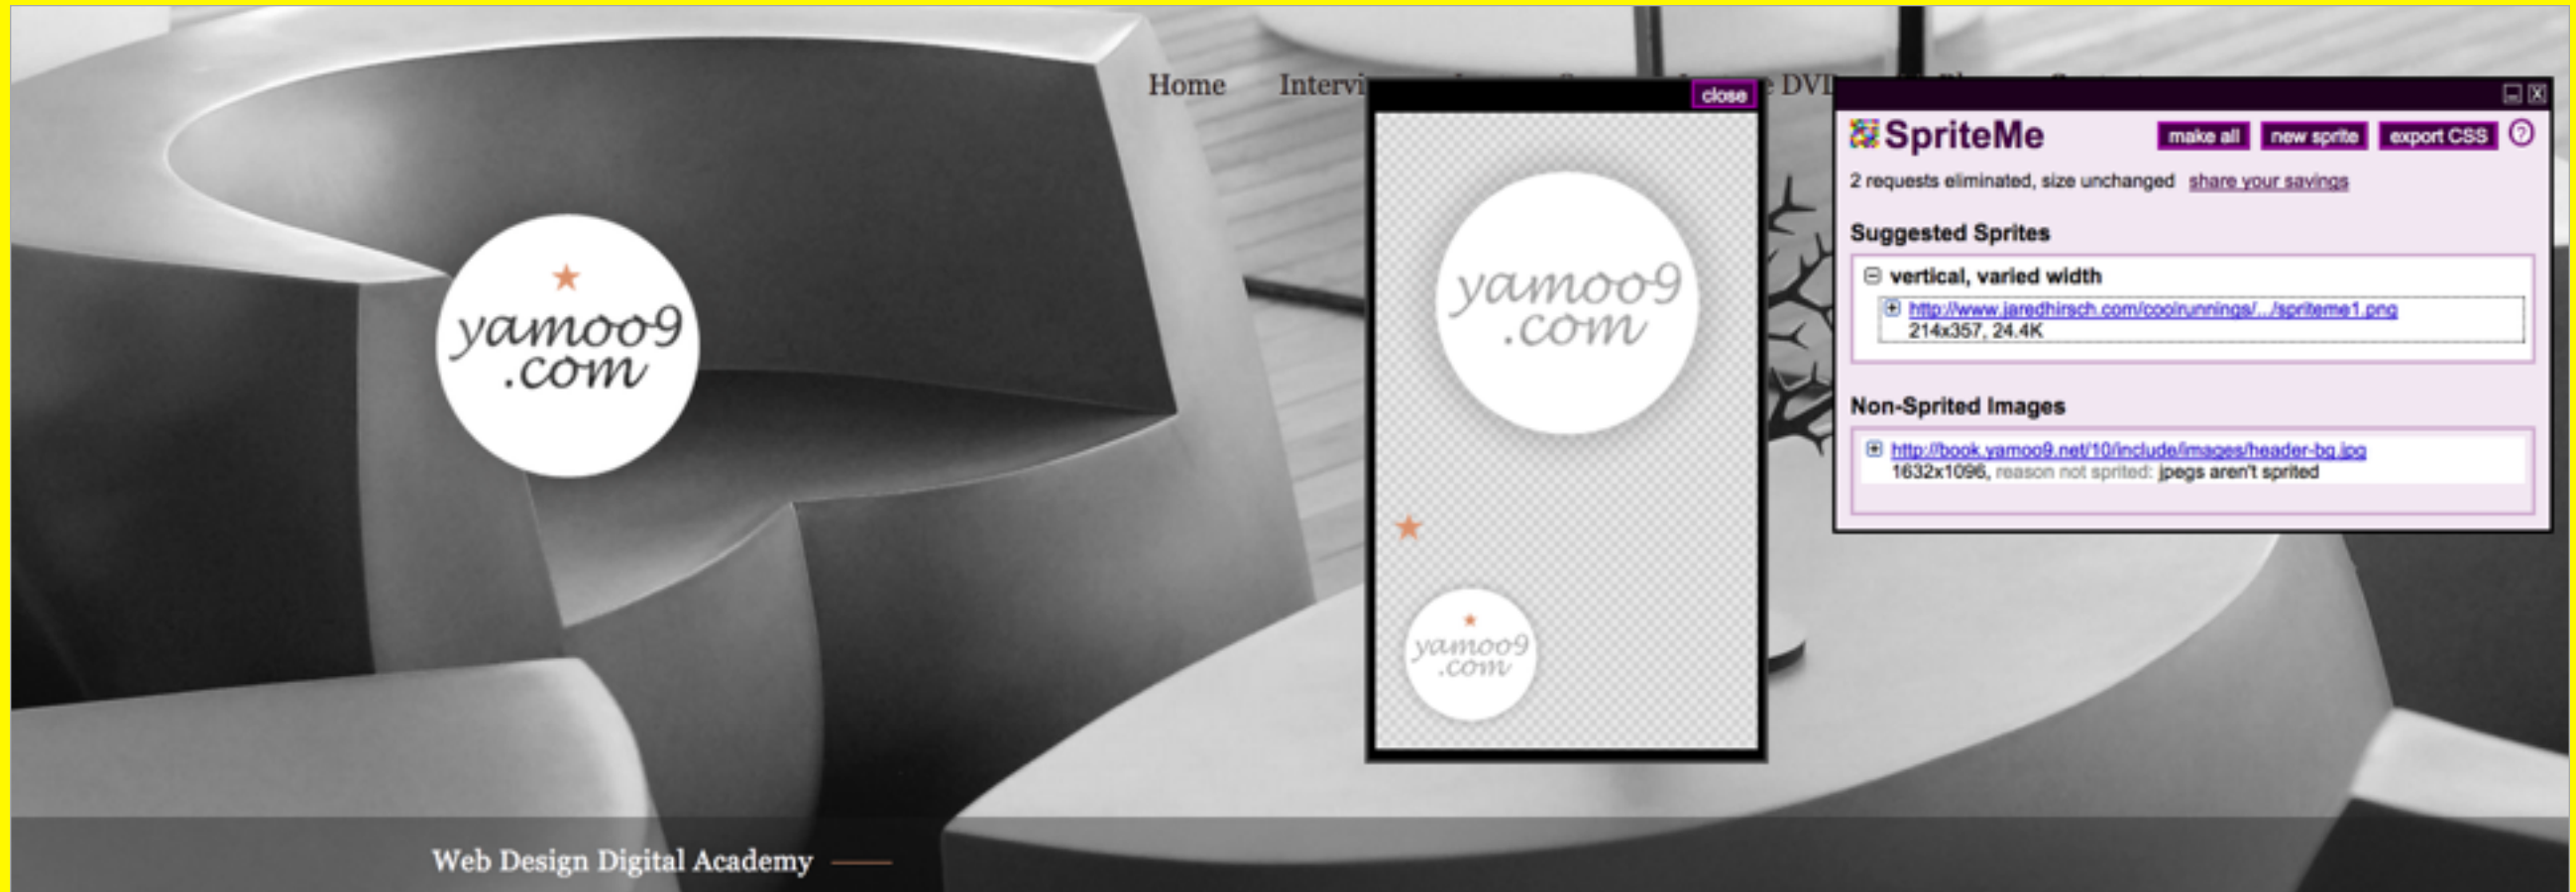 Home Intervi
DVD
close
yamoo9
.com
yamoo9
.com
yamoo9
.com
SpriteMe
make all new sprite export CSS ?
2 requests eliminated, size unchanged share your savings
Suggested Sprites
vertical, varied width
http://www.jaredhirsch.com/coolrunnings/.../spriteme1.png
214x357, 24.4K
Non-Sprited Images
http://book.yamoo9.net/10/include/images/header-bg.jpg
1632x1096, reason not sprited: jpegs aren't sprited
Web Design Digital Academy